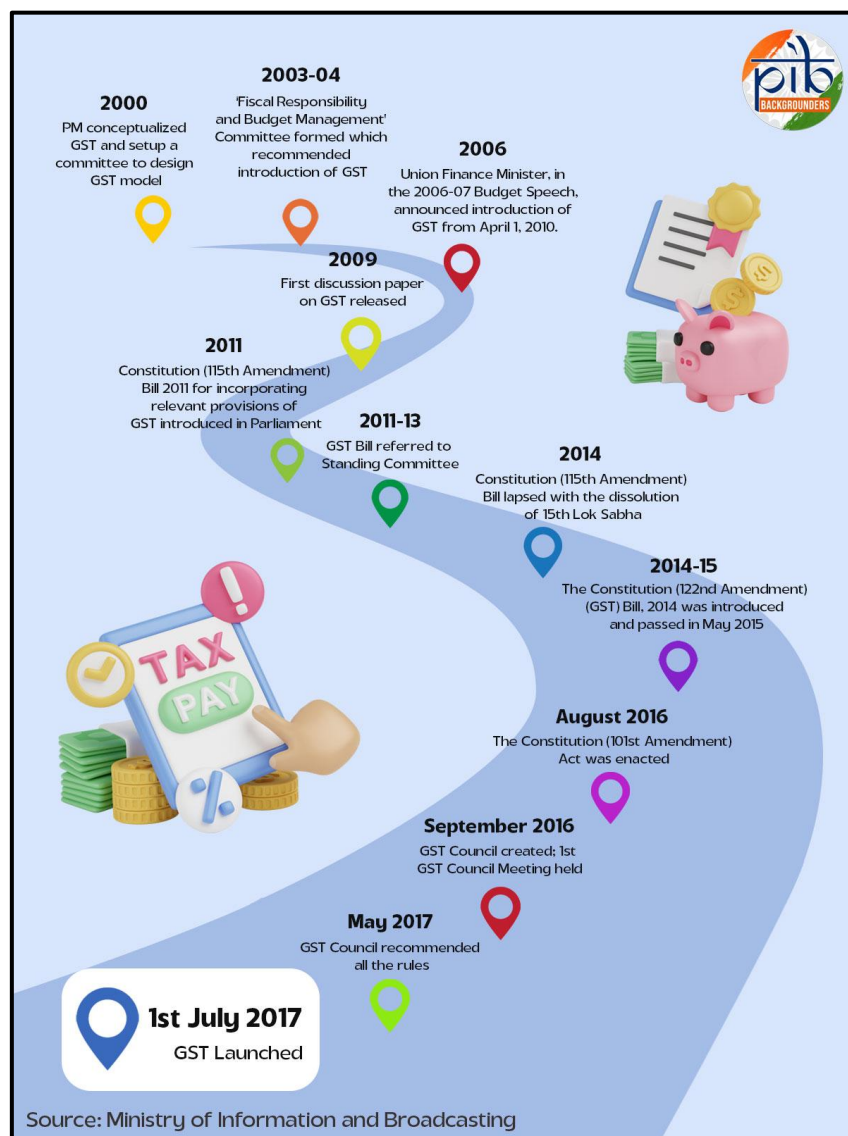 pib
BACKGROUNDERS
2000
PM conceptualized
GST and setup a
committee to design
GST model
2003-04
'Fiscal Responsibility
and Budget Management'
Committee formed which
recommended
introduction of GST
2006
Union Finance Minister, in
the 2006-07 Budget Speech,
announced introduction of
GST from April 1, 2010.
2009
First discussion paper
on GST released
2011
Constitution (115th Amendment)
Bill 2011 for incorporating
relevant provisions of
GST introduced in Parliament
2011-13
GST Bill referred to
Standing Committee
2014
Constitution (115th Amendment)
Bill lapsed with the dissolution
of 15th Lok Sabha
2014-15
The Constitution (122nd Amendment)
(GST) Bill, 2014 was introduced
and passed in May 2015
TAX
PAY
%
August 2016
The Constitution (101st Amendment)
Act was enacted
September 2016
GST Council created; 1st
GST Council Meeting held
May 2017
GST Council recommended
all the rules
1st July 2017
GST Launched
Source: Ministry of Information and Broadcasting